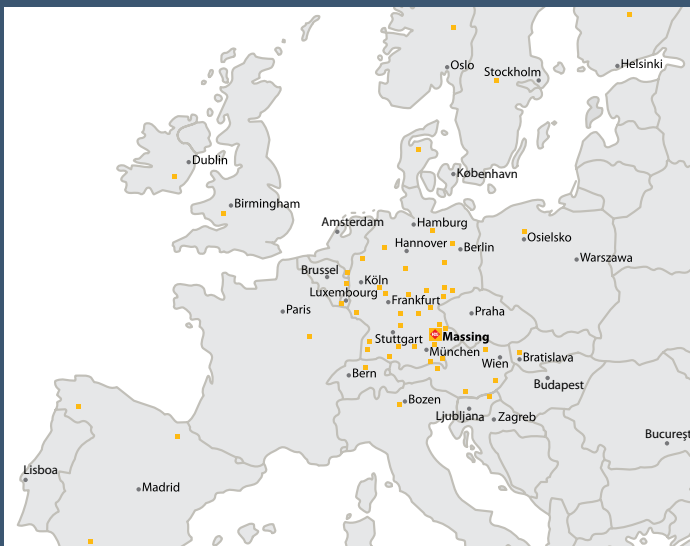 Oslo
Helsinki
Stockholm
Dublin
København
Birmingham
Amsterdam
Hamburg
Osielsko
Hannover
Berlin
Warszawa
Brussel
Köln
Luxembourg
Frankfurt
Paris
Praha
Massing
Stuttgart
München
Bratislava
Wien
Bern
Budapest
Bozen
Ljubljana
Zagreb
Bucureşt
Lisboa
Madrid